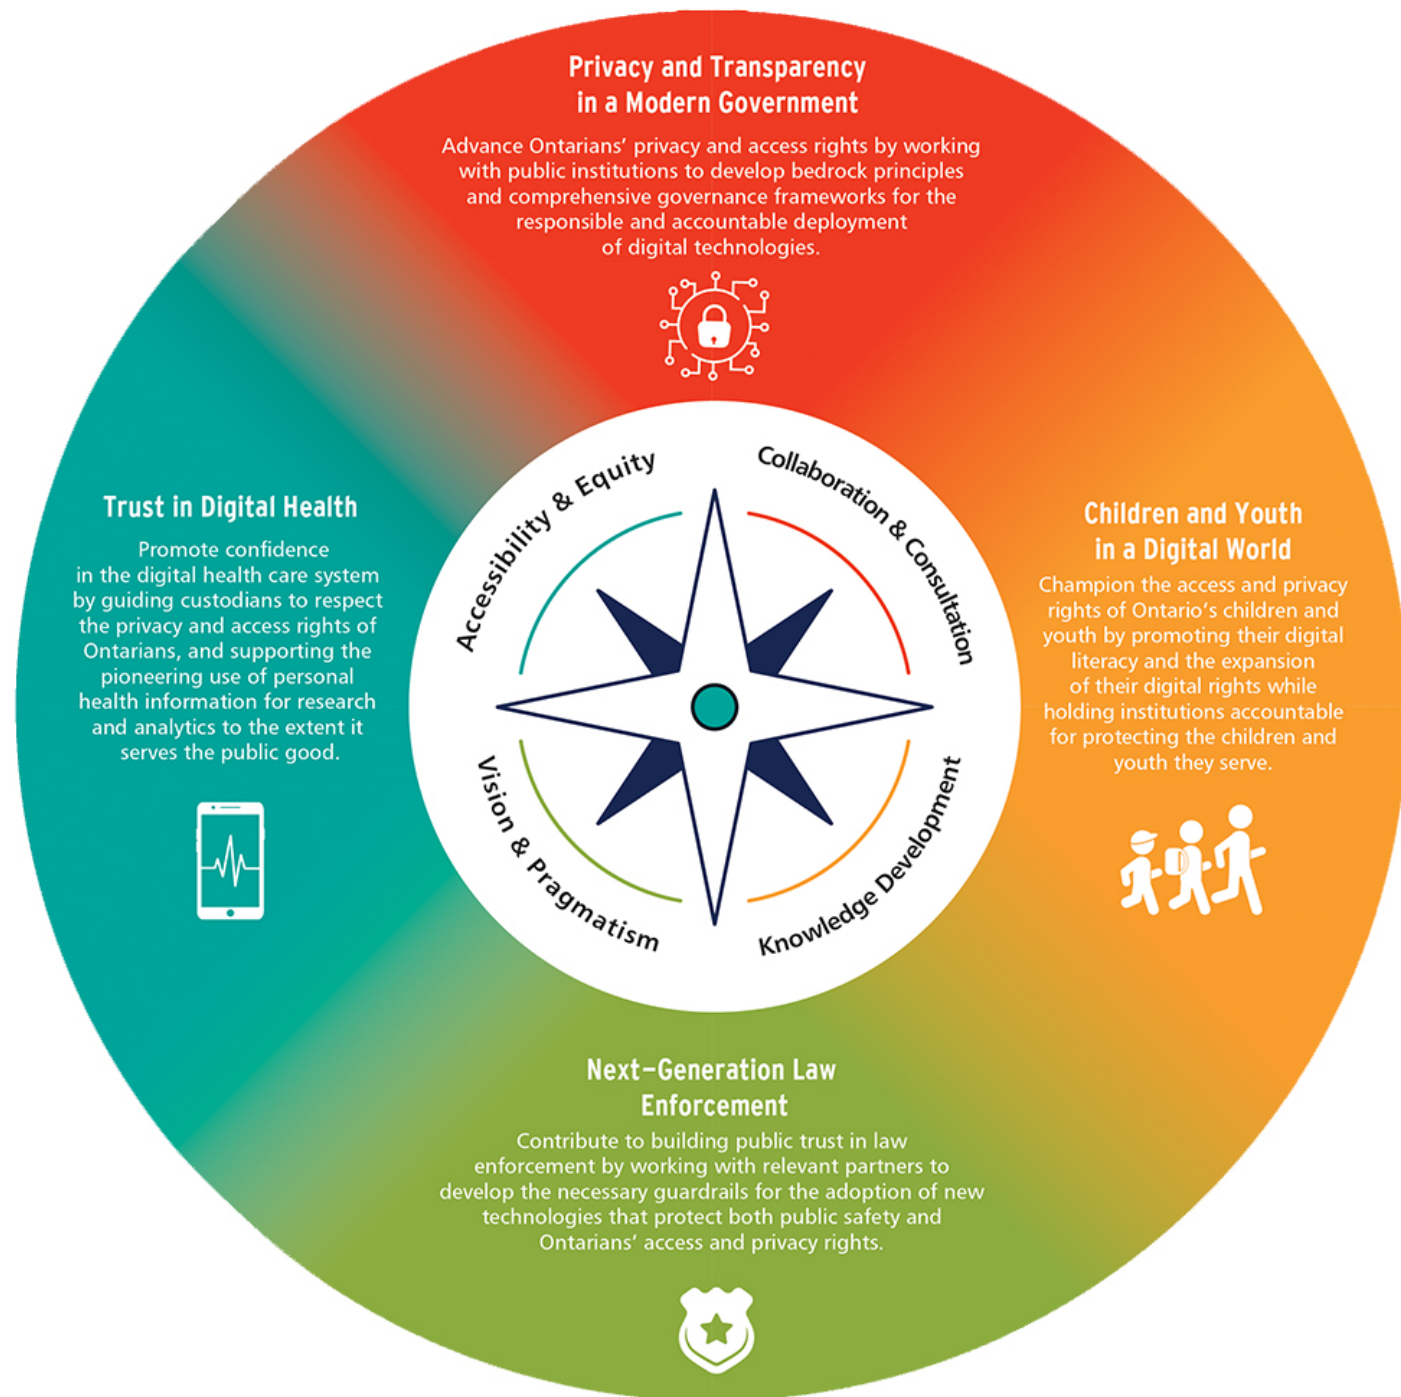 Privacy and Transparency
in a Modern Government
Advance Ontarians’ privacy and access rights by working
with public institutions to develop bedrock principles
and comprehensive governance frameworks for the
responsible and accountable deployment
of digital technologies.
Trust in Digital Health
Promote confidence
in the digital health care system
by guiding custodians to respect
the privacy and access rights of
Ontarians, and supporting the
pioneering use of personal
health information for research
and analytics to the extent it
serves the public good.
Accessibility & Equity
Collaboration & Consultation
Vision & Pragmatism
Knowledge Development
Children and Youth
in a Digital World
Champion the access and privacy
rights of Ontario’s children and
youth by promoting their digital
literacy and the expansion
of their digital rights while
holding institutions accountable
for protecting the children and
youth they serve.
Next–Generation Law
Enforcement
Contribute to building public trust in law
enforcement by working with relevant partners to
develop the necessary guardrails for the adoption of new
technologies that protect both public safety and
Ontarians’ access and privacy rights.